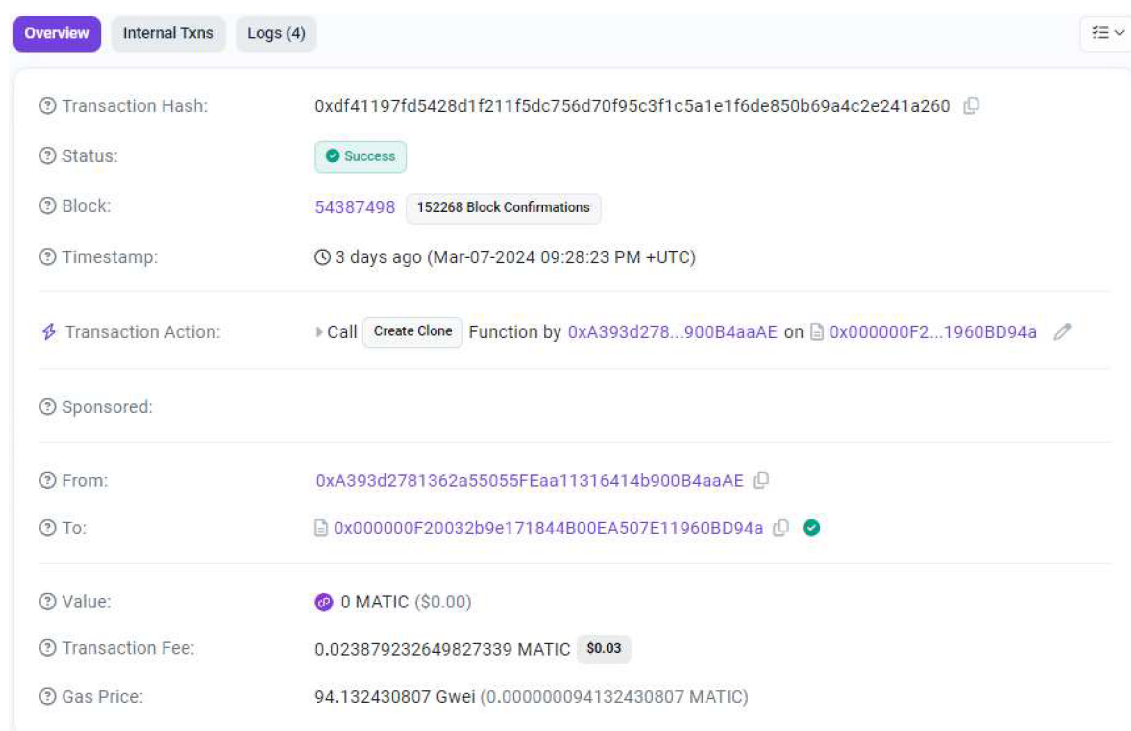 Overview Internal Txns Logs (4)
Transaction Hash: 0xdf41197fd5428d1f211f5dc756d70f95c3f1c5a1e1f6de850b69a4c2e241a260
Status: Success
Block: 54387498 152268 Block Confirmations
Timestamp: 3 days ago (Mar-07-2024 09:28:23 PM +UTC)
Transaction Action: Call Create Clone Function by 0xA393d278...900B4aaAE on 0x000000F2...1960BD94a
Sponsored:
From: 0xA393d2781362a55055FEaa11316414b900B4aaAE
To: 0x000000F20032b9e171844B00EA507E11960BD94a
Value: 0 MATIC ($0.00)
Transaction Fee: 0.023879232649827339 MATIC $0.03
Gas Price: 94.132430807 Gwei (0.000000094132430807 MATIC)